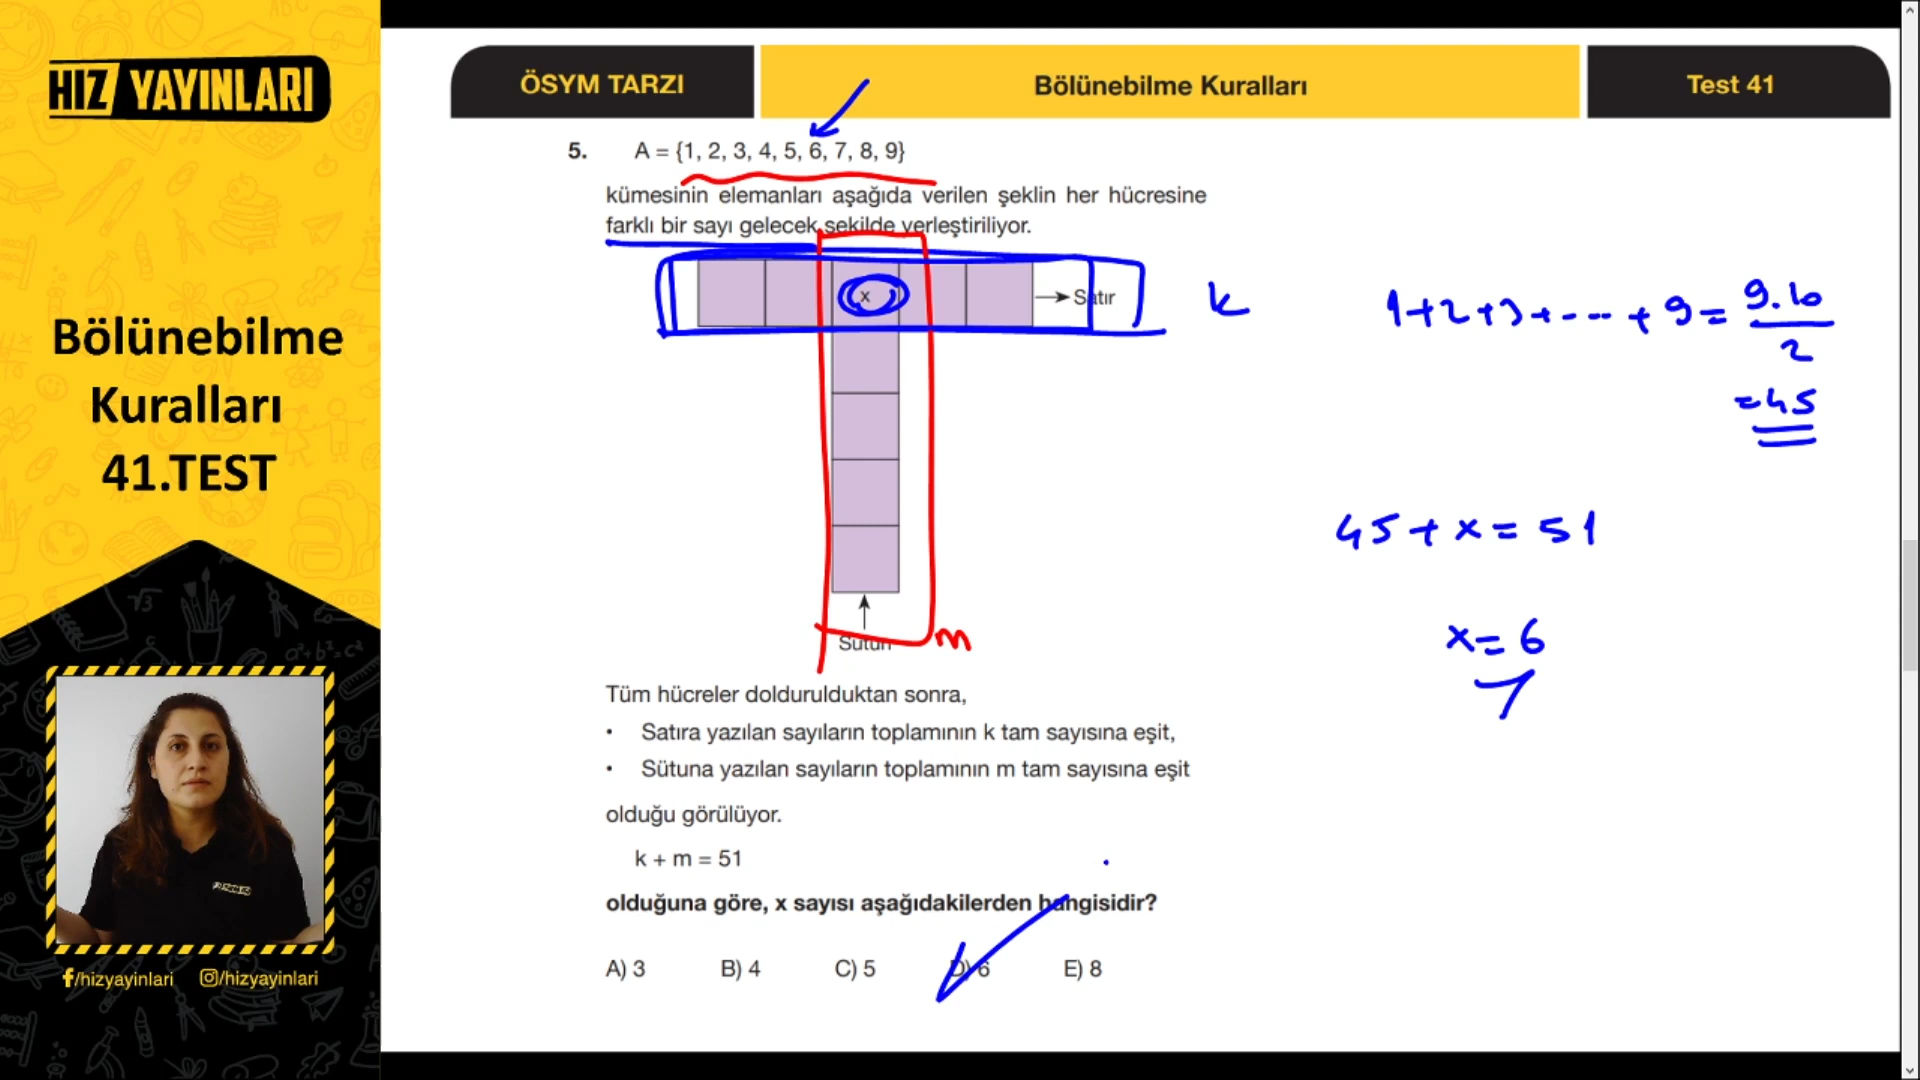 HIZ YAYINLARI
Bölünebilme
Kuralları
41.TEST
f/hizyayinlari /hizyayinlari
ÖSYM TARZI
Bölünebilme Kuralları
Test 41
5. A = {1, 2, 3, 4, 5, 6, 7, 8, 9}
kümesinin elemanları aşağıda verilen şeklin her hücresine
farklı bir sayı gelecek şekilde yerleştiriliyor.
x
Satır
k
Sütun
m
Tüm hücreler doldurulduktan sonra,
• Satıra yazılan sayıların toplamının k tam sayısına eşit,
• Sütuna yazılan sayıların toplamının m tam sayısına eşit
olduğu görülüyor.
k + m = 51
olduğuna göre, x sayısı aşağıdakilerden hangisidir?
A) 3 B) 4 C) 5 D) 6 E) 8
1+2+3+---+9= 9.10
2
=45
45+x=51
x=6